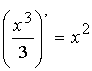 (x³/3)' = x²